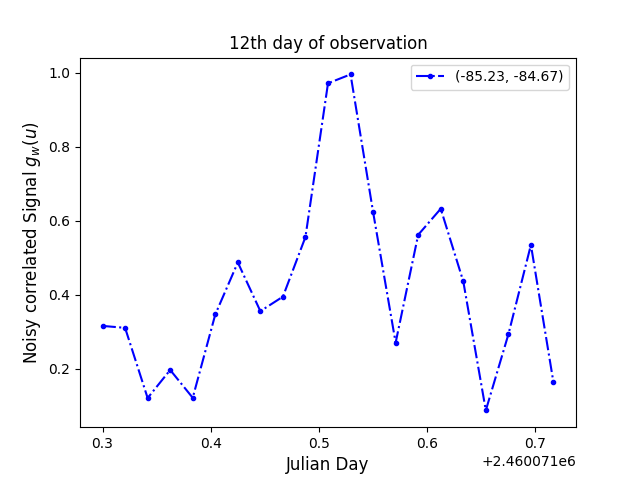 12th day of observation
(-85.23, -84.67)
Noisy correlated Signal g_w(u)
1.0
0.8
0.6
0.4
0.2
0.3 0.4 0.5 0.6 0.7
+2.460071e6
Julian Day